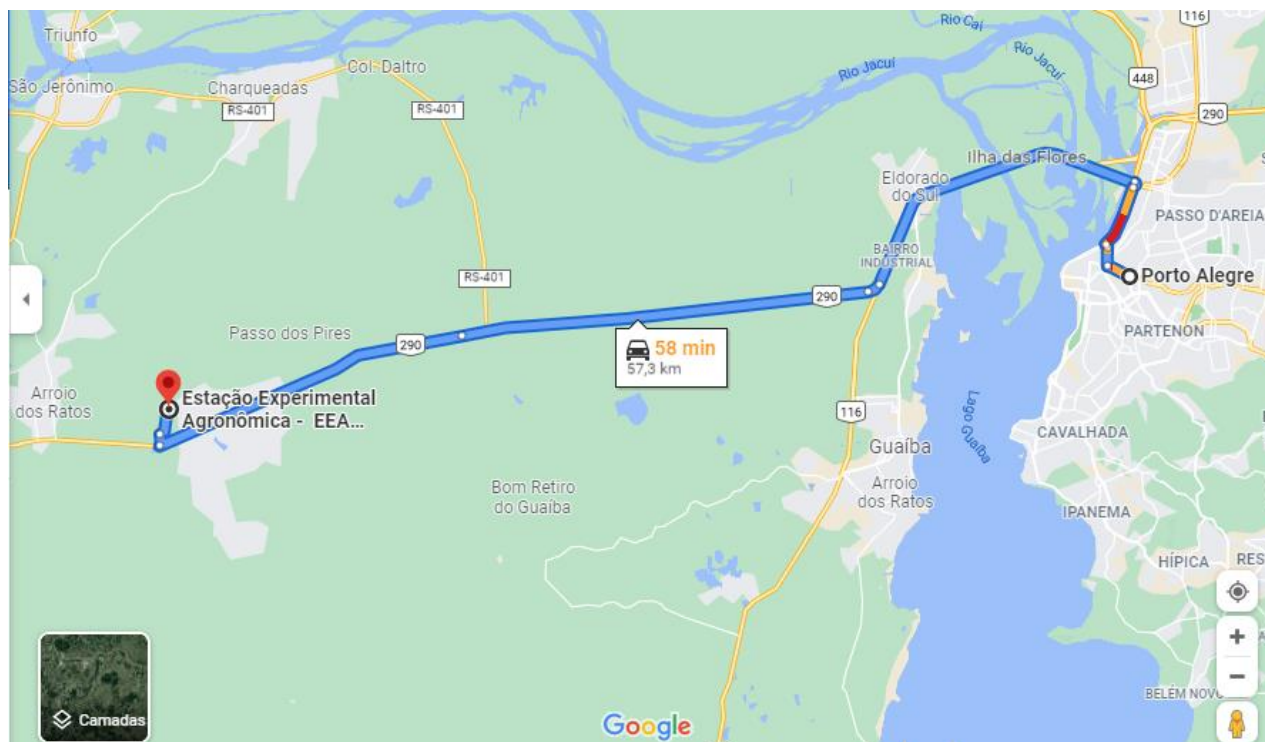 Rio Caí
116
Triunfo
Rio Jacuí
Rio Jacuí
Col. Daltro
448
São Jerônimo
Charqueadas
RS-401
RS-401
290
Ilha das Flores
Eldorado
do Sul
PASSO D'AREIA
BAIRRO
INDUSTRIAL
Porto Alegre
RS-401
290
Passo dos Pires
290
58 min
57,3 km
PARTENON
Arroio
dos Ratos
Estação Experimental
Agronômica - EEA...
116
Lago Guaíba
CAVALHADA
Guaíba
Arroio
dos Ratos
Bom Retiro
do Guaíba
IPANEMA
HÍPICA
RES
BELÉM NOVO
Camadas
Google